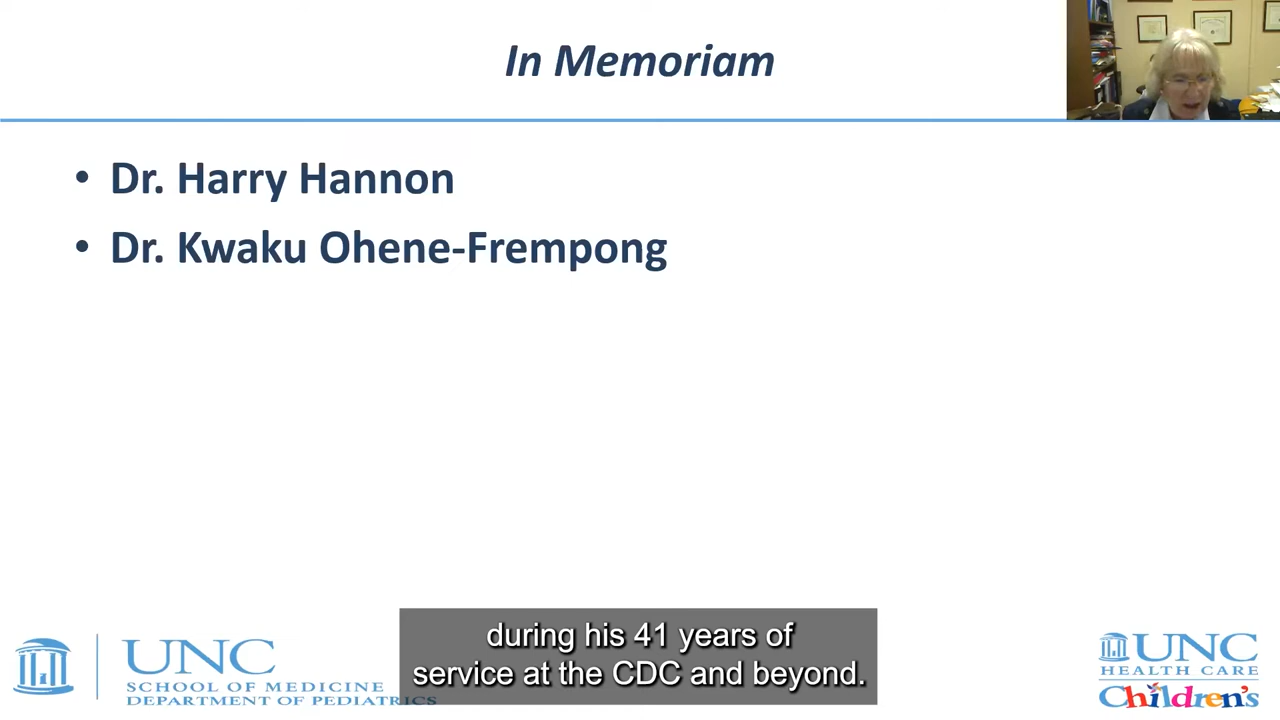 In Memoriam
• Dr. Harry Hannon
• Dr. Kwaku Ohene-Frempong
during his 41 years of
service at the CDC and beyond.
UNC
SCHOOL OF MEDICINE
DEPARTMENT OF PEDIATRICS
UNC
HEALTH CARE
Children's